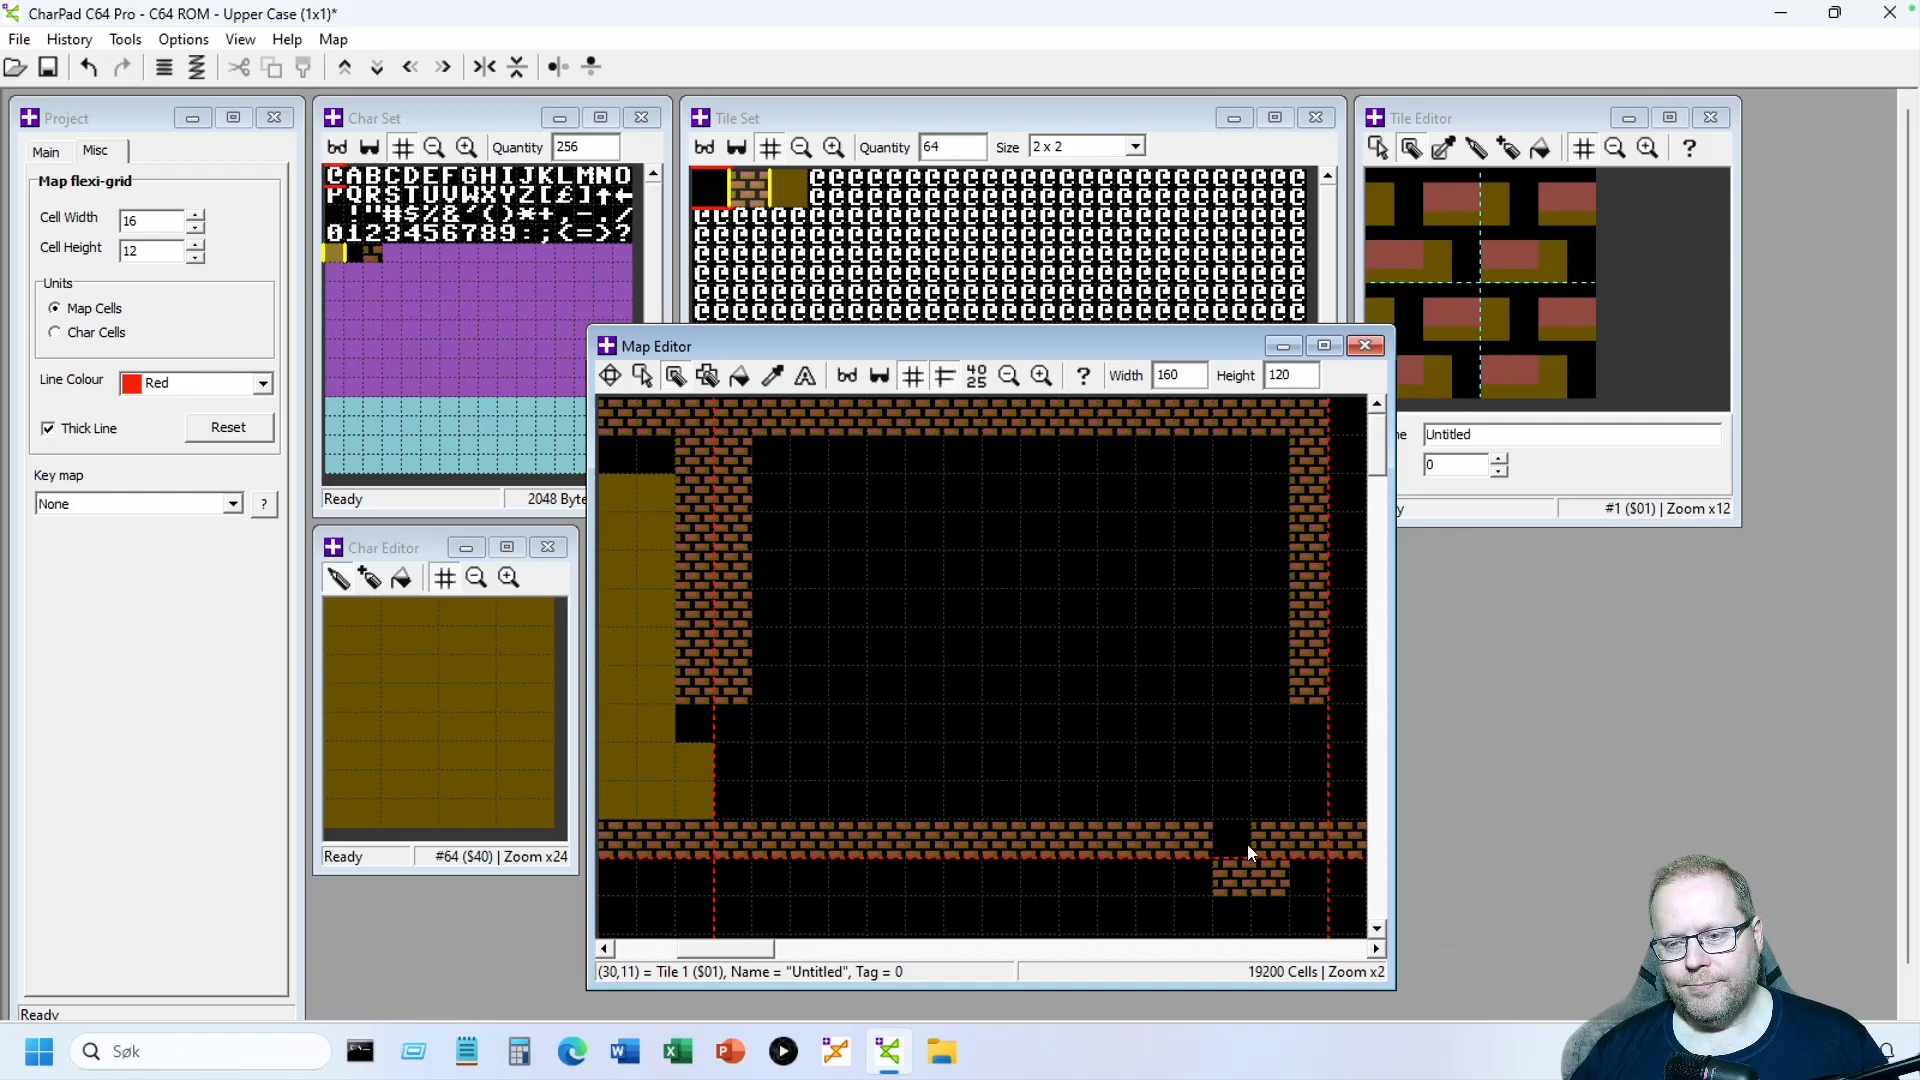 CharPad C64 Pro - C64 ROM - Upper Case (1x1)*
File History Tools Options View Help Map
Project
Main Misc
Map flexi-grid
Cell Width 16
Cell Height 12
Units
Map Cells
Char Cells
Line Colour Red
Thick Line Reset
Key map
None ?
Ready
Char Set
Quantity 256
ABCDEFGHIJKLMNO
PQRSTUVWXYZ[£]↑←
!"#$%&'()*+,-./
0123456789:;<=>?
Ready 2048 Byte
Char Editor
Ready #64 ($40) | Zoom x24
Tile Set
Quantity 64 Size 2 x 2
Tile Editor
?
e Untitled
0
y #1 ($01) | Zoom x12
Map Editor
40
25
? Width 160 Height 120
(30,11) = Tile 1 ($01), Name = "Untitled", Tag = 0 19200 Cells | Zoom x2
Søk